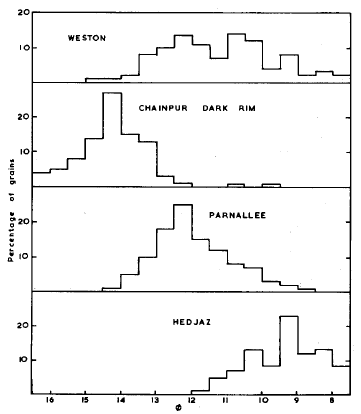 WESTON
20
10
CHAINPUR DARK RIM
20
10
PARNALLEE
20
10
HEDJAZ
20
10
Percentage of grains
16 15 14 13 12 11 10 9 8
Ø